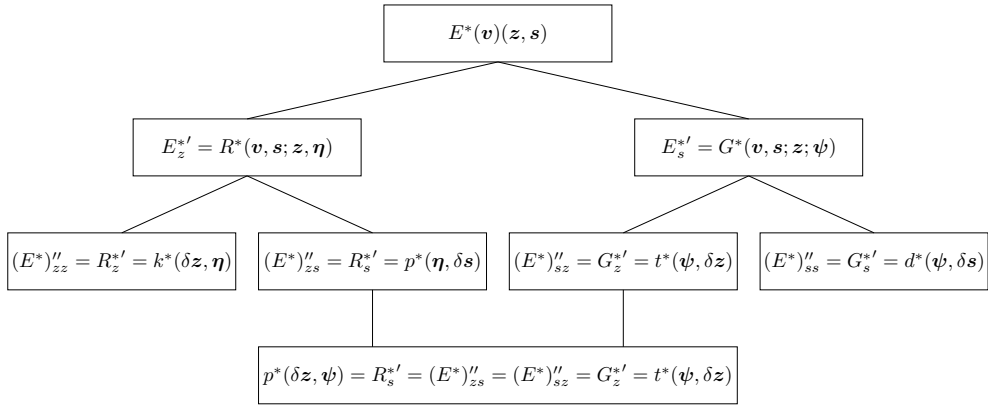 E*(v)(z, s)
E*′_z = R*(v, s; z, η)
E*′_s = G*(v, s; z; ψ)
(E*)″_zz = R*′_z = k*(δz, η)
(E*)″_zs = R*′_s = p*(η, δs)
(E*)″_sz = G*′_z = t*(ψ, δz)
(E*)″_ss = G*′_s = d*(ψ, δs)
p*(δz, ψ) = R*′_s = (E*)″_zs = (E*)″_sz = G*′_z = t*(ψ, δz)